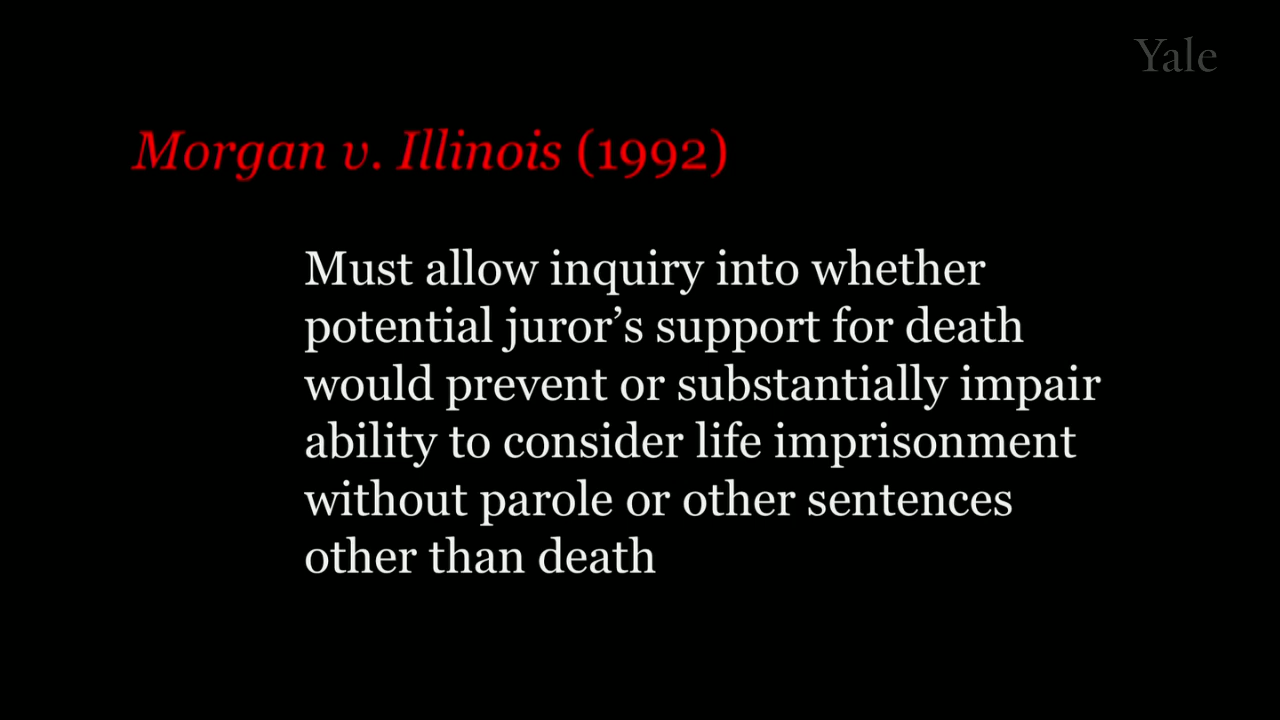 Yale
Morgan v. Illinois (1992)
Must allow inquiry into whether
potential juror’s support for death
would prevent or substantially impair
ability to consider life imprisonment
without parole or other sentences
other than death